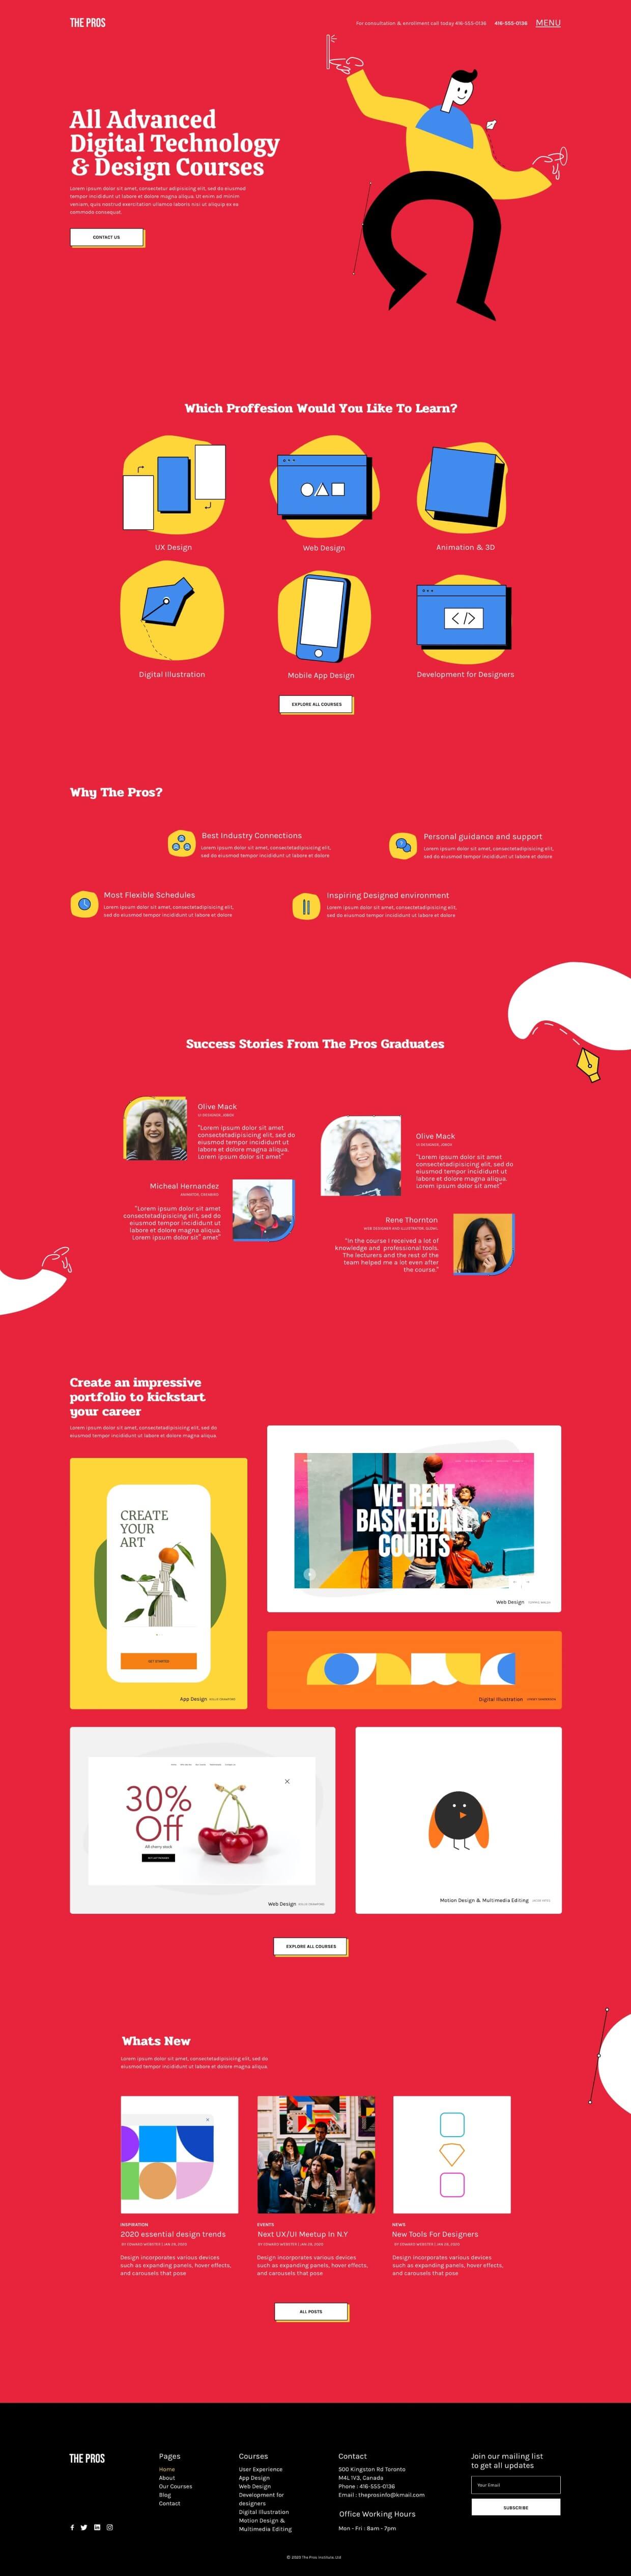 THE PROS
For consultation & enrollment call today 416-555-0136
416-555-0136
MENU
All Advanced
Digital Technology
& Design Courses
Lorem ipsum dolor sit amet, consectetur adipisicing elit, sed do eiusmod
tempor incididunt ut labore et dolore magna aliqua. Ut enim ad minim
veniam, quis nostrud exercitation ullamco laboris nisi ut aliquip ex ea
commodo consequat.
CONTACT US
Which Proffesion Would You Like To Learn?
UX Design
Web Design
Animation & 3D
Digital Illustration
Mobile App Design
Development for Designers
EXPLORE ALL COURSES
Why The Pros?
Best Industry Connections
Lorem ipsum dolor sit amet, consectetadipisicing elit,
sed do eiusmod tempor incididunt ut labore et dolore
Personal guidance and support
Lorem ipsum dolor sit amet, consectetadipisicing elit,
sed do eiusmod tempor incididunt ut labore et dolore
Most Flexible Schedules
Lorem ipsum dolor sit amet, consectetadipisicing elit,
sed do eiusmod tempor incididunt ut labore et dolore
Inspiring Designed environment
Lorem ipsum dolor sit amet, consectetadipisicing elit,
sed do eiusmod tempor incididunt ut labore et dolore
Success Stories From The Pros Graduates
Olive Mack
UI DESIGNER, JORDA
"Lorem ipsum dolor sit amet
consectetadipisicing elit, sed do
eiusmod tempor incididunt ut
labore et dolore magna aliqua.
Lorem ipsum dolor sit amet"
Olive Mack
UI DESIGNER, JORDA
"Lorem ipsum dolor sit amet
consectetadipisicing elit, sed do
eiusmod tempor incididunt ut
labore et dolore magna aliqua.
Lorem ipsum dolor sit amet"
Micheal Hernandez
"Lorem ipsum dolor sit amet
consectetadipisicing elit, sed do
eiusmod tempor incididunt ut
labore et dolore magna aliqua.
Lorem ipsum dolor sit" amet"
Rene Thornton
WEB DESIGNER AND ILLUSTRATOR, GLOBAL
"In the course I received a lot of
knowledge and professional tools.
The lecturers and the rest of the
team helped me a lot even after
the course."
Create an impressive
portfolio to kickstart
your career
Lorem ipsum dolor sit amet, consectetadipisicing elit, sed do
eiusmod tempor incididunt ut labore et dolore magna aliqua.
CREATE
YOUR
ART
GET STARTED
App Design
WE RENT
BASKETBALL
COURTS
Web Design
Digital Illustration
30%
Off
All cherry stock
Web Design
Motion Design & Multimedia Editing
EXPLORE ALL COURSES
Whats New
Lorem ipsum dolor sit amet, consectetadipisicing elit, sed do
eiusmod tempor incididunt ut labore et dolore magna aliqua.
INSPIRATION
2020 essential design trends
BY EDWARD WEBSTER | JAN 28, 2020
Design incorporates various devices
such as expanding panels, hover effects,
and carousels that pose
EVENTS
Next UX/UI Meetup In N.Y
BY EDWARD WEBSTER | JAN 28, 2020
Design incorporates various devices
such as expanding panels, hover effects,
and carousels that pose
NEWS
New Tools For Designers
BY EDWARD WEBSTER | JAN 28, 2020
Design incorporates various devices
such as expanding panels, hover effects,
and carousels that pose
ALL POSTS
THE PROS
Pages
Home
About
Our Courses
Blog
Contact
Courses
User Experience
App Design
Web Design
Development for
designers
Digital Illustration
Motion Design &
Multimedia Editing
Contact
500 Kingston Rd Toronto
M4L 1V3, Canada
Phone : 416-555-0136
Email : theprosinfo@kmail.com
Office Working Hours
Mon - Fri : 8am - 7pm
Join our mailing list
to get all updates
Your Email
SUBSCRIBE
© 2020 The Pros Institute. Ltd